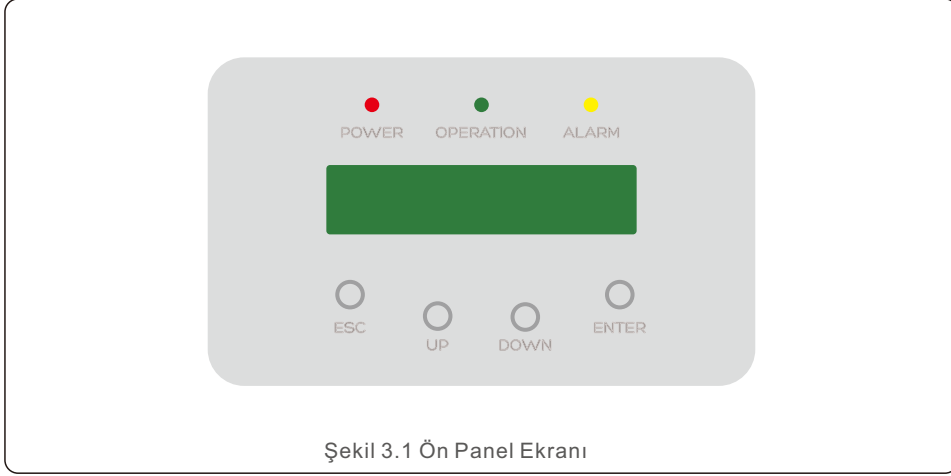 POWER OPERATION ALARM
ESC UP DOWN ENTER
Şekil 3.1 Ön Panel Ekranı